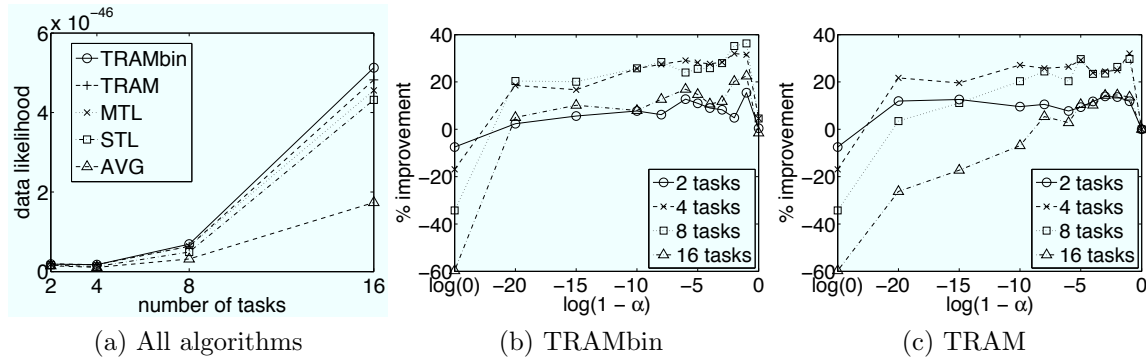 6 x 10^-46
TRAMbin
TRAM
MTL
STL
AVG
4
2
0
2 4 8 16
data likelihood
number of tasks
(a) All algorithms
40
20
0
−20
−40
−60
% improvement
2 tasks
4 tasks
8 tasks
16 tasks
log(0) −20 −15 −10 −5 0
log(1 − α)
(b) TRAMbin
40
20
0
−20
−40
−60
% improvement
2 tasks
4 tasks
8 tasks
16 tasks
log(0) −20 −15 −10 −5 0
log(1 − α)
(c) TRAM